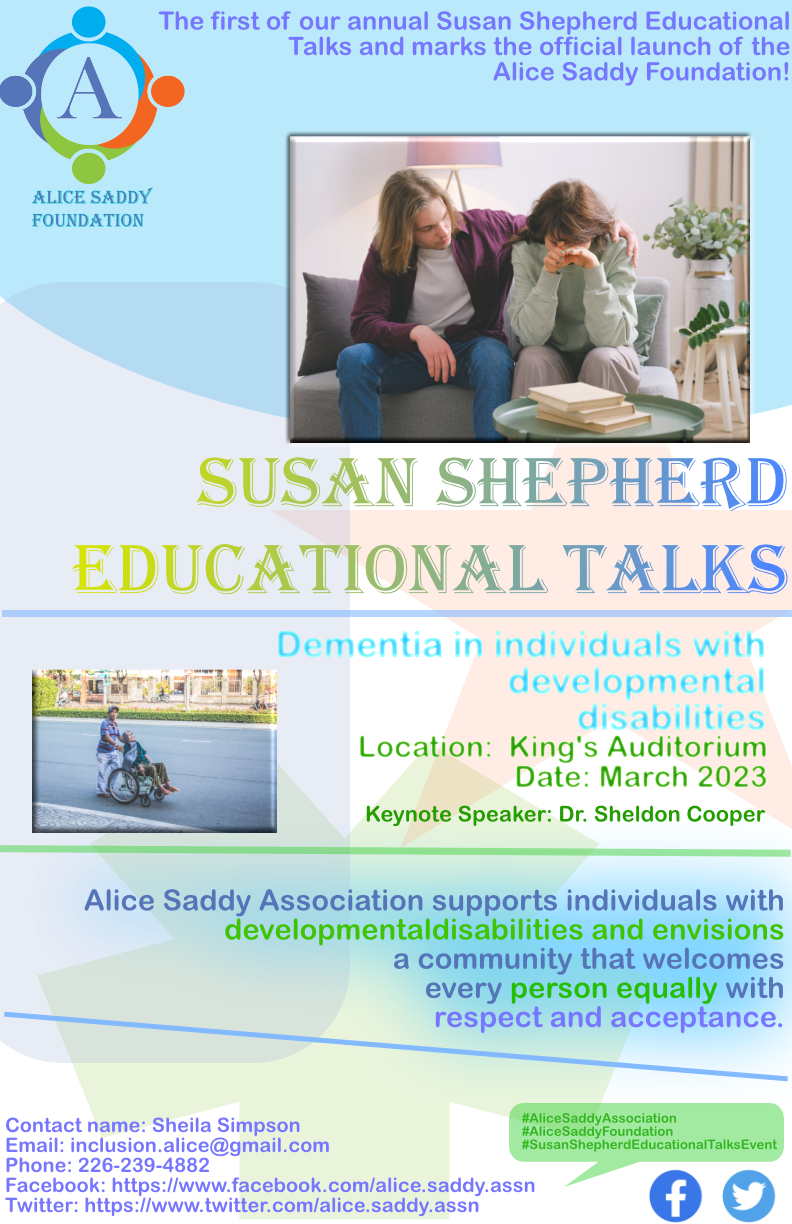 The first of our annual Susan Shepherd Educational
Talks and marks the official launch of the
Alice Saddy Foundation!
A
ALICE SADDY
FOUNDATION
SUSAN SHEPHERD
EDUCATIONAL TALKS
Dementia in individuals with
developmental
disabilities
Location: King's Auditorium
Date: March 2023
Keynote Speaker: Dr. Sheldon Cooper
Alice Saddy Association supports individuals with
developmentaldisabilities and envisions
a community that welcomes
every person equally with
respect and acceptance.
Contact name: Sheila Simpson
Email: inclusion.alice@gmail.com
Phone: 226-239-4882
Facebook: https://www.facebook.com/alice.saddy.assn
Twitter: https://www.twitter.com/alice.saddy.assn
#AliceSaddyAssociation
#AliceSaddyFoundation
#SusanShepherdEducationalTalksEvent